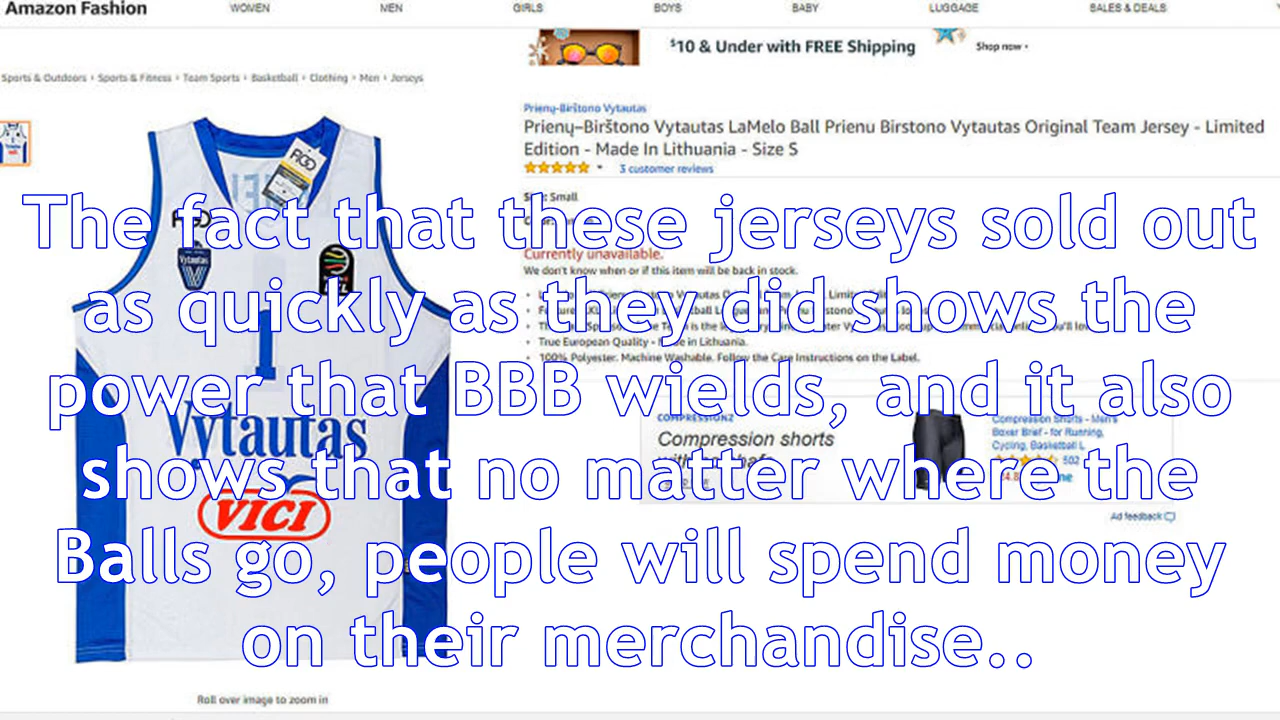 Amazon Fashion WOMEN MEN GIRLS BOYS BABY LUGGAGE SALES & DEALS
$10 & Under with FREE Shipping Shop now
Sports & Outdoors › Sports & Fitness › Team Sports › Basketball › Clothing › Men › Jerseys
Prienų-Birštono Vytautas
Prienų–Birštono Vytautas LaMelo Ball Prienu Birstono Vytautas Original Team Jersey - Limited
Edition - Made In Lithuania - Size S
3 customer reviews
Size: Small
The fact that these jerseys sold out
Currently unavailable.
We don't know when or if this item will be back in stock.
as quickly as they did shows the
• True European Quality - Made in Lithuania.
• 100% Polyester. Machine Washable. Follow the Care Instructions on the Label.
power that BBB wields, and it also
COMPRESSIONZ
Compression shorts
Compression Shorts - Men's
Boxer Brief - for Running,
Cycling, Basketball L
502
shows that no matter where the
Ad feedback
Balls go, people will spend money
on their merchandise..
Vytautas
1
Vytautas
VICI
Roll over image to zoom in